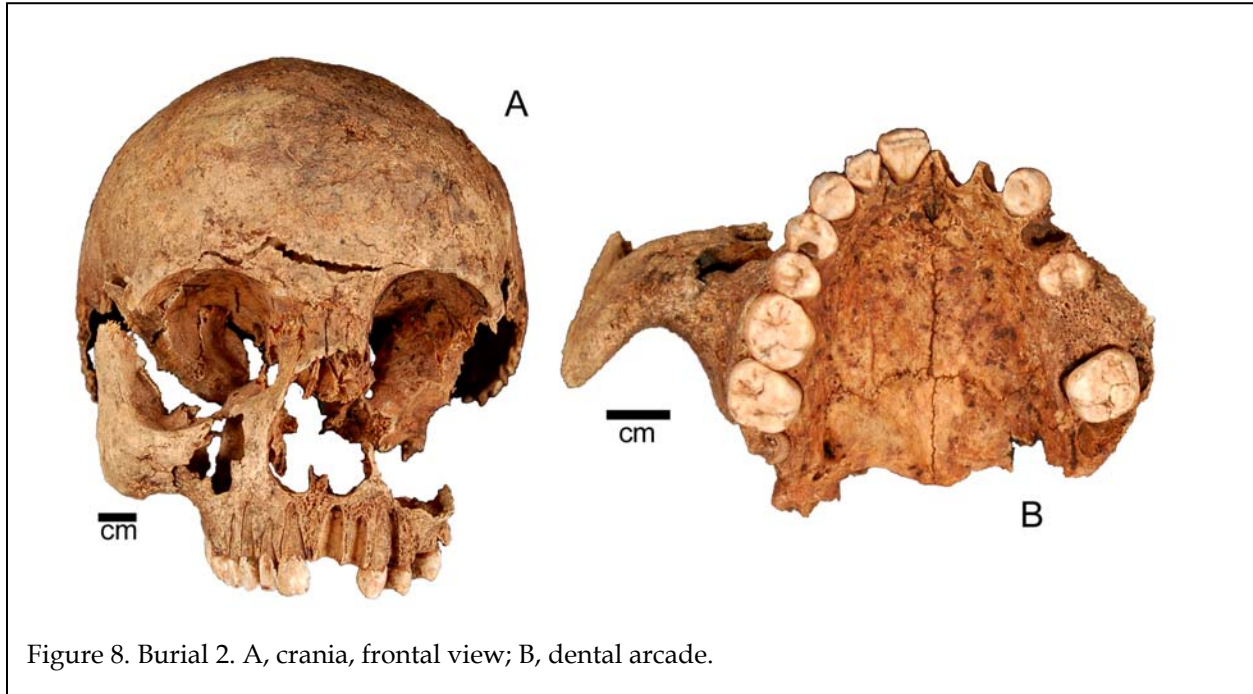 A
cm
cm
B
Figure 8. Burial 2. A, crania, frontal view; B, dental arcade.